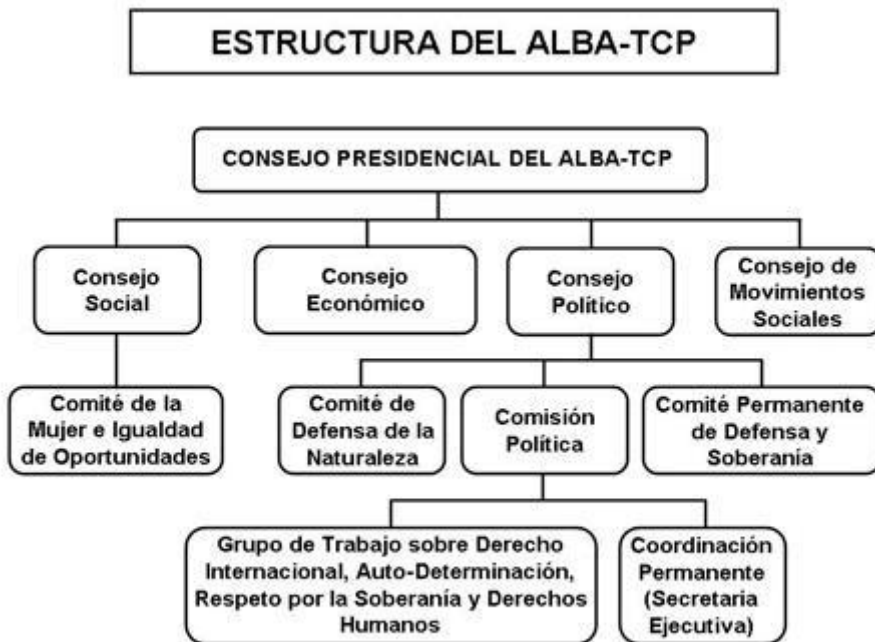 ESTRUCTURA DEL ALBA-TCP
CONSEJO PRESIDENCIAL DEL ALBA-TCP
Consejo
Social
Consejo
Económico
Consejo
Político
Consejo de
Movimientos
Sociales
Comité de la
Mujer e Igualdad
de Oportunidades
Comité de
Defensa de la
Naturaleza
Comisión
Política
Comité Permanente
de Defensa y
Soberanía
Grupo de Trabajo sobre Derecho
Internacional, Auto-Determinación,
Respeto por la Soberanía y Derechos
Humanos
Coordinación
Permanente
(Secretaria
Ejecutiva)